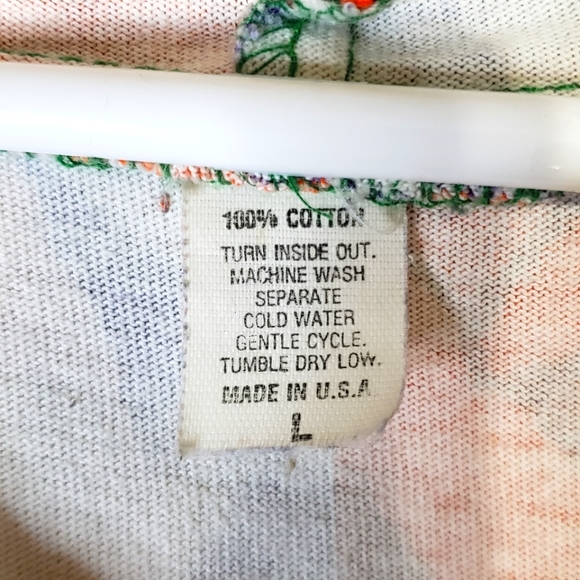 100% COTTON
TURN INSIDE OUT.
MACHINE WASH
SEPARATE
COLD WATER
GENTLE CYCLE.
TUMBLE DRY LOW.
MADE IN U.S.A
L